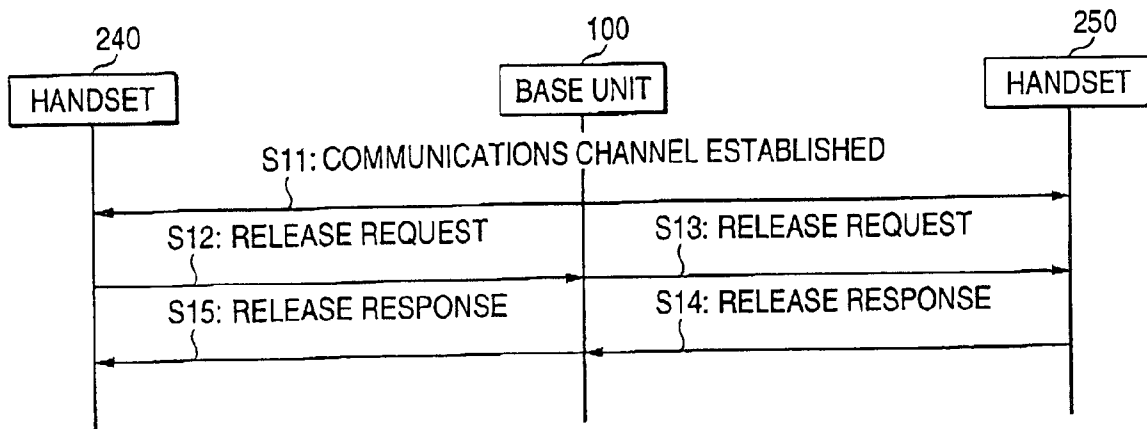 240
100
250
HANDSET
BASE UNIT
HANDSET
S11: COMMUNICATIONS CHANNEL ESTABLISHED
S12: RELEASE REQUEST
S13: RELEASE REQUEST
S15: RELEASE RESPONSE
S14: RELEASE RESPONSE